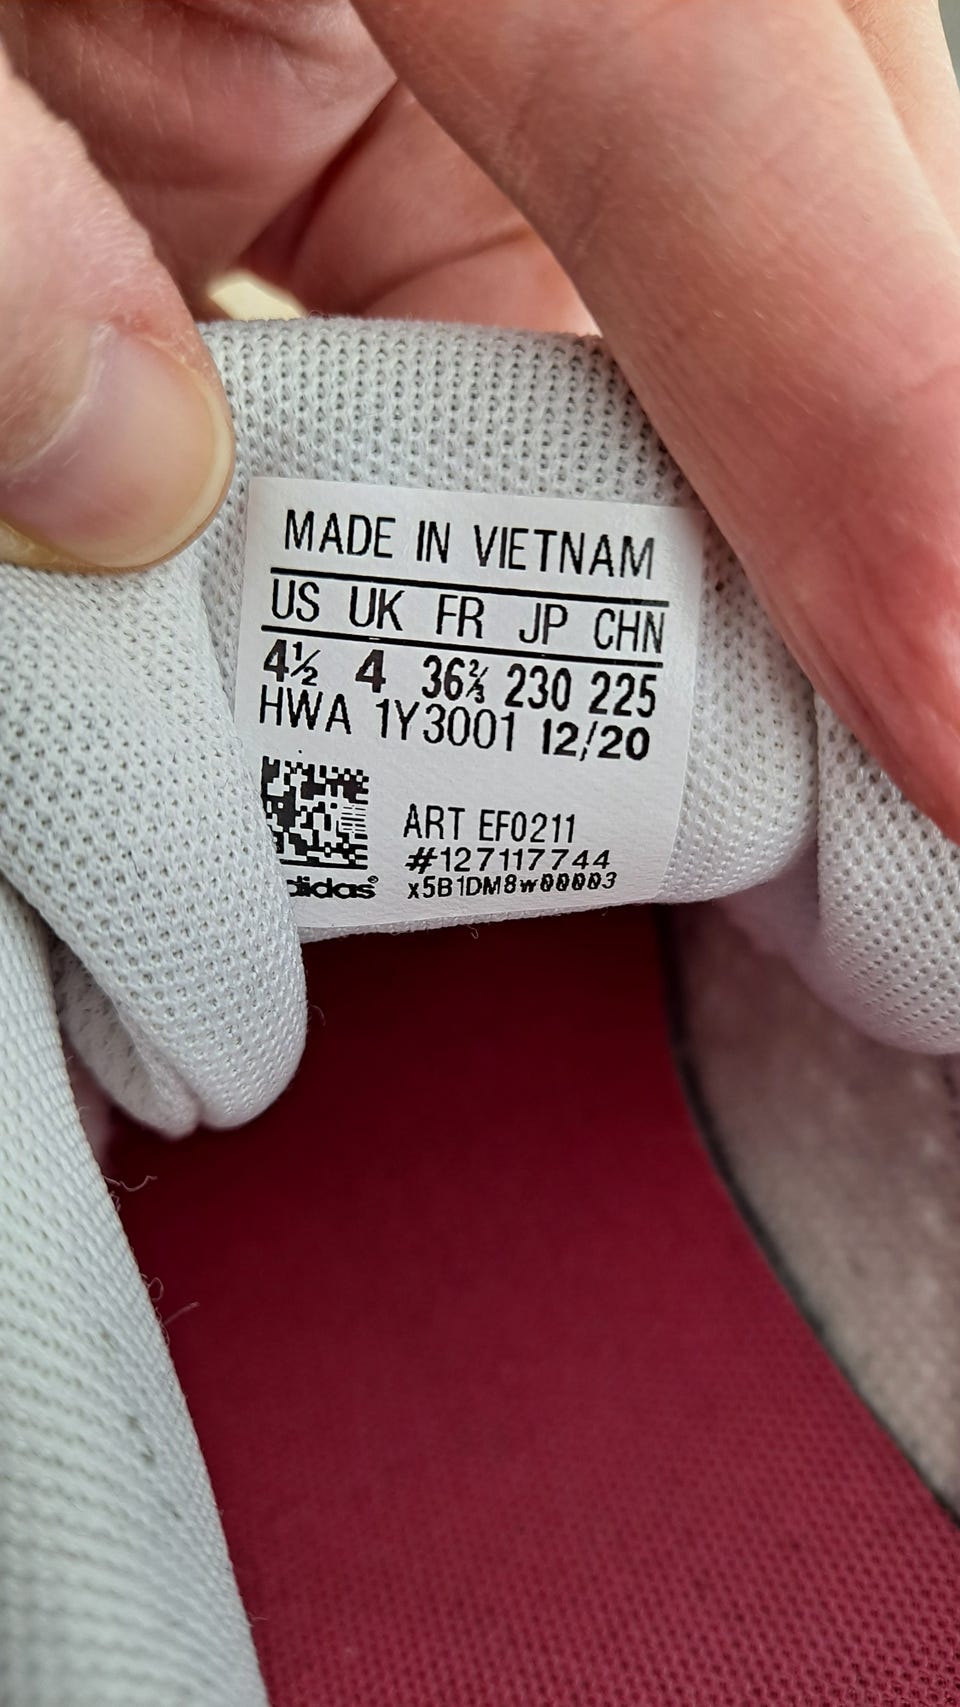 MADE IN VIETNAM
US UK FR JP CHN
4½ 4 36⅔ 230 225
HWA 1Y3001 12/20
ART EF0211
#127117744
adidas® x5B1DM8w00003